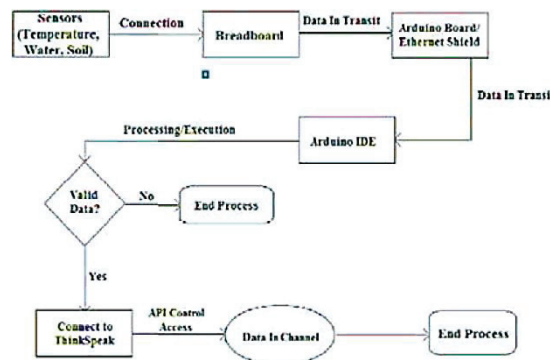 Sensors
(Temperature,
Water, Soil)
Connection
Breadboard
Data In Transit
Arduino Board/
Ethernet Shield
Data In Transi
Processing/Execution
Arduino IDE
Valid
Data?
No
End Process
Yes
Connect to
ThinkSpeak
API Control
Access
Data In Channel
End Process